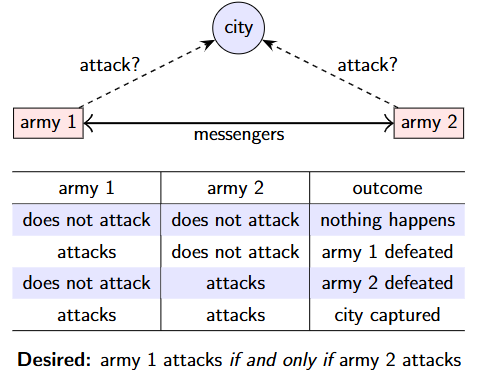 city
attack? attack?
army 1 army 2
messengers
army 1 army 2 outcome
does not attack does not attack nothing happens
attacks does not attack army 1 defeated
does not attack attacks army 2 defeated
attacks attacks city captured
Desired: army 1 attacks if and only if army 2 attacks